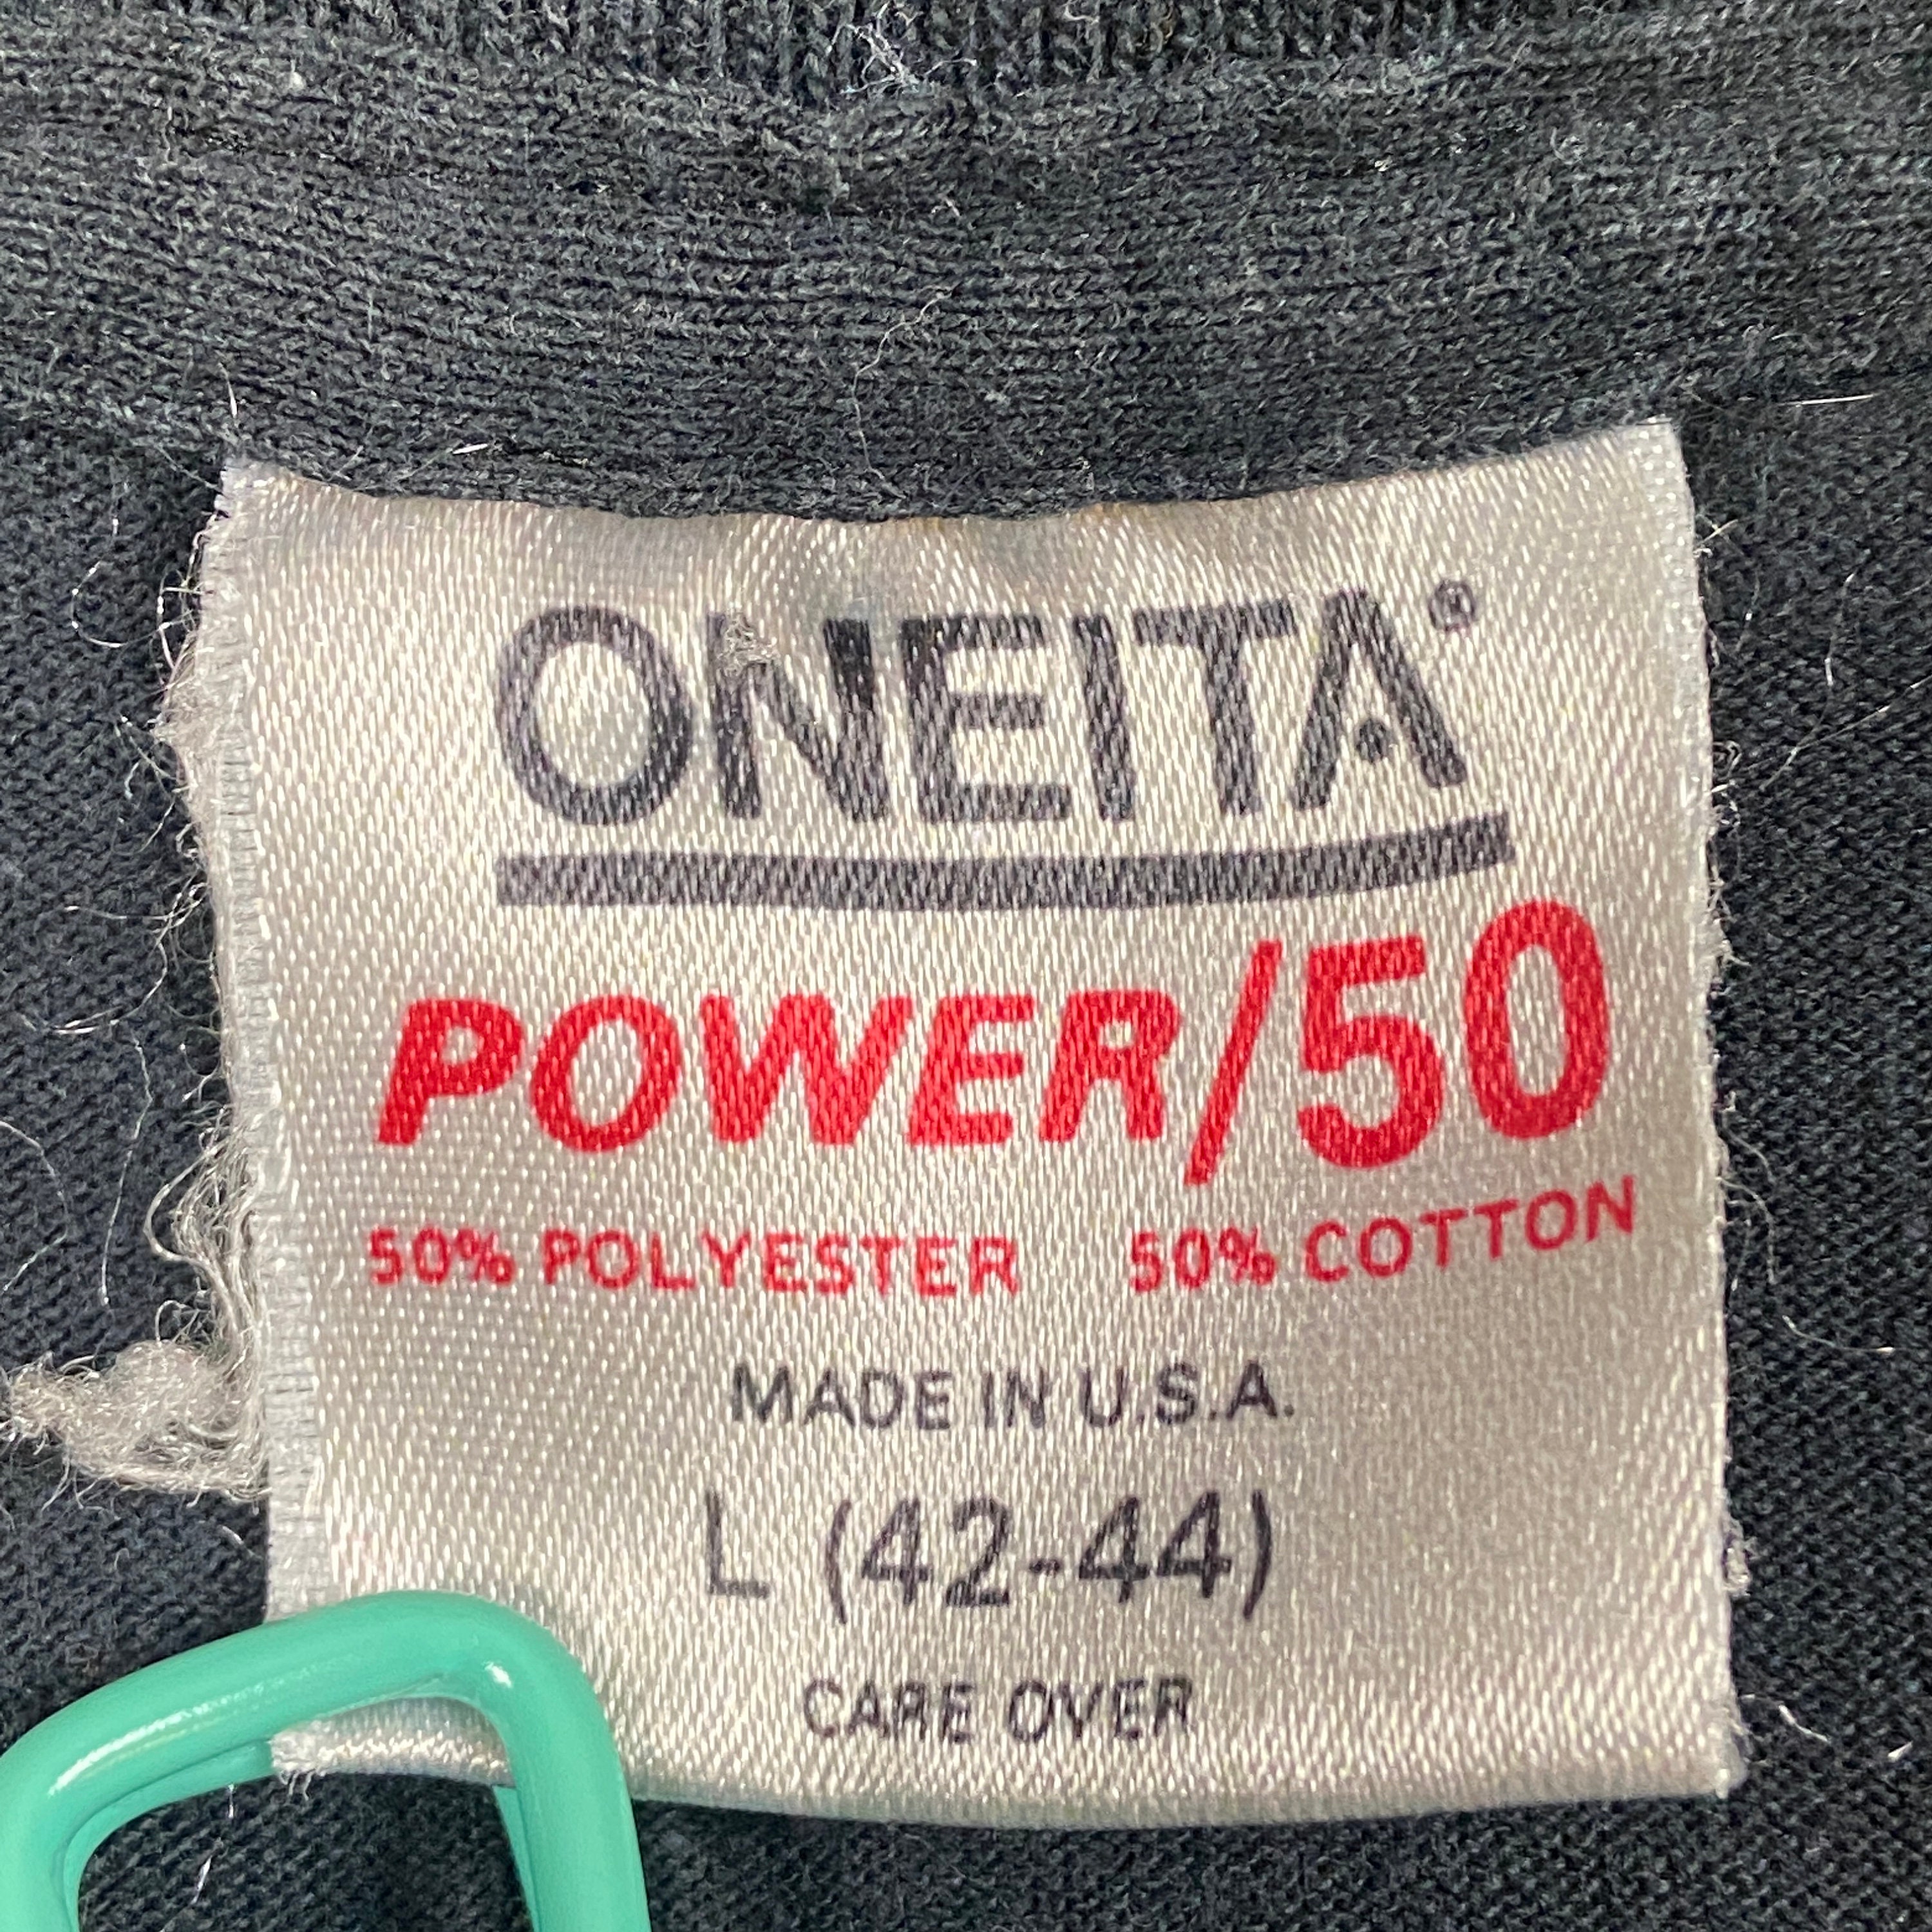 ONEITA®
POWER/50
50% POLYESTER 50% COTTON
MADE IN U.S.A.
L (42-44)
CARE OVER